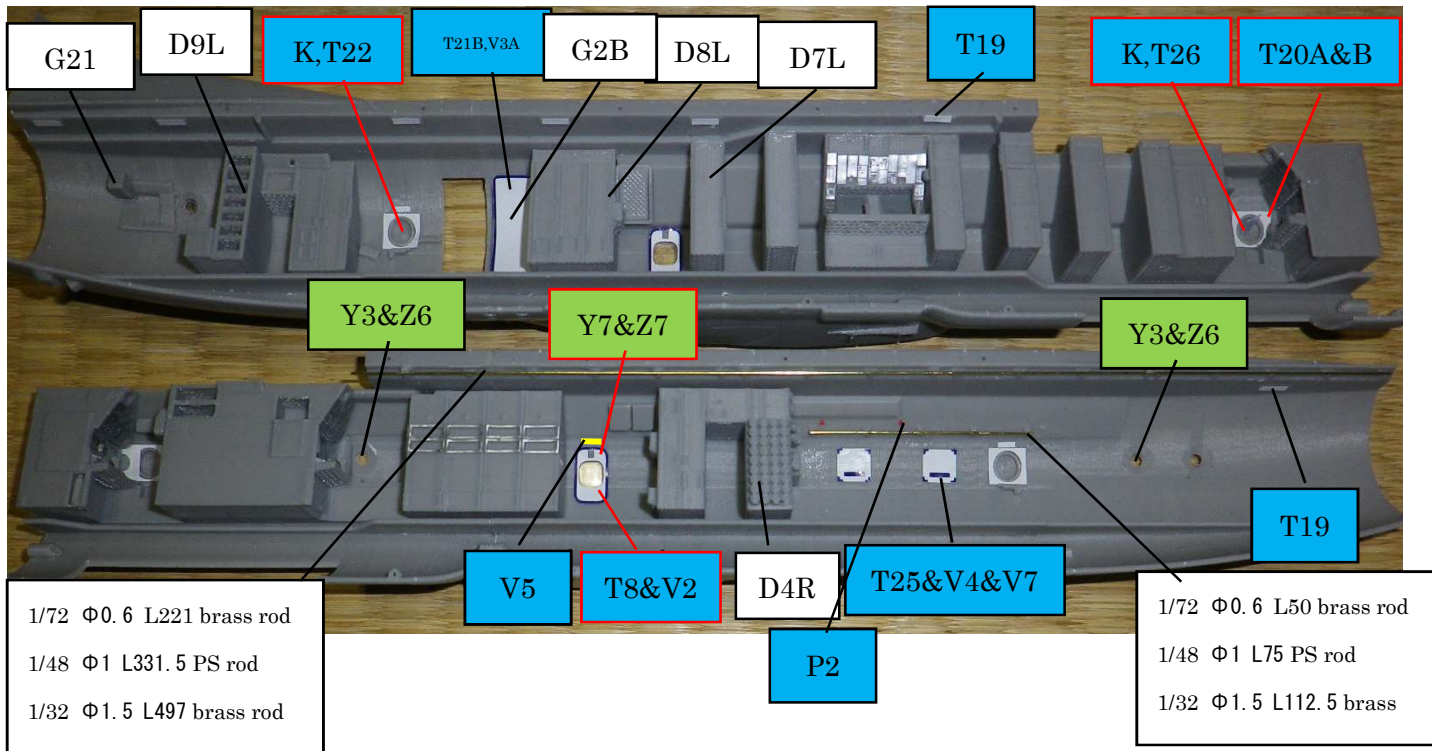 G21
D9L
K,T22
T21B,V3A
G2B
D8L
D7L
T19
K,T26
T20A&B
Y3&Z6
Y7&Z7
Y3&Z6
V5
T8&V2
D4R
T25&V4&V7
T19
P2
1/72 Φ0.6 L221 brass rod
1/48 Φ1 L331.5 PS rod
1/32 Φ1.5 L497 brass rod
1/72 Φ0.6 L50 brass rod
1/48 Φ1 L75 PS rod
1/32 Φ1.5 L112.5 brass